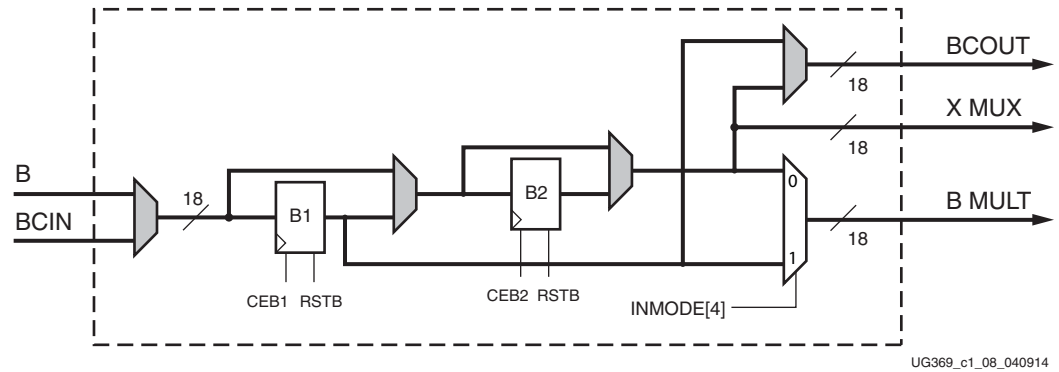 BCOUT
18
X MUX
18
B
BCIN
18
B1
B2
0
1
B MULT
18
CEB1 RSTB
CEB2 RSTB
INMODE[4]
UG369_c1_08_040914